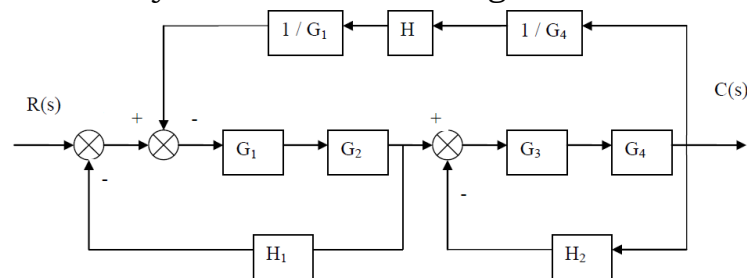 1 / G₁
H
1 / G₄
R(s)
C(s)
+
-
+
G₁
G₂
G₃
G₄
-
-
H₁
H₂